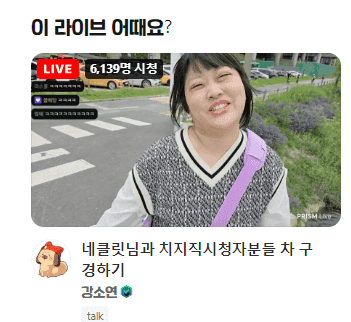 이 라이브 어때요?
LIVE 6,139명 시청
PRISM Live
네클릿님과 치지직시청자분들 차 구
경하기
강소연
talk